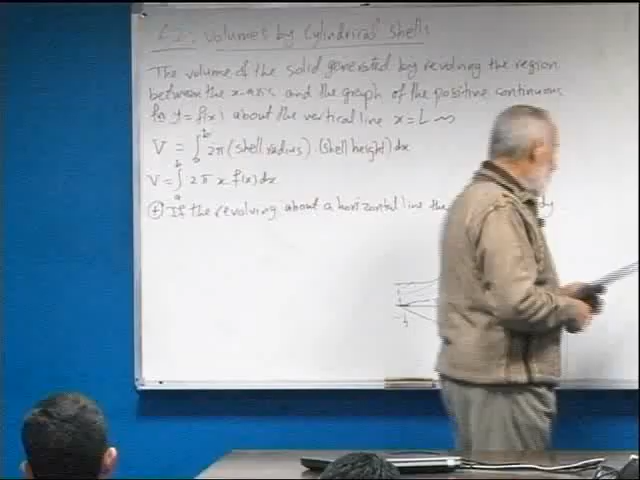 Volumes by Cylindrical Shells
The volume of the solid generated by revolving the region
between the x-axis and the graph of the positive continuous
fn y = f(x) about the vertical line x = L
V = ∫ 2π (shell radius) . (shell height) dx
V = ∫ᵇₐ 2π x f(x) dx
If the revolving about a horizontal line the dy